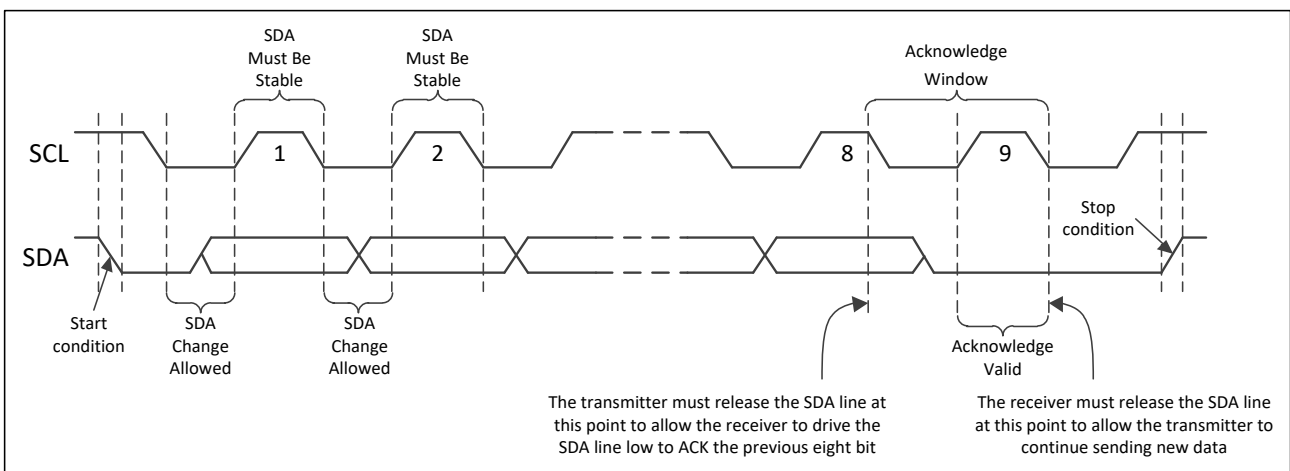 SDA
Must Be
Stable
SDA
Must Be
Stable
Acknowledge
Window
SCL
1
2
8
9
SDA
Stop
condition
Start
condition
SDA
Change
Allowed
SDA
Change
Allowed
Acknowledge
Valid
The transmitter must release the SDA line at
this point to allow the receiver to drive the
SDA line low to ACK the previous eight bit
The receiver must release the SDA line
at this point to allow the transmitter to
continue sending new data